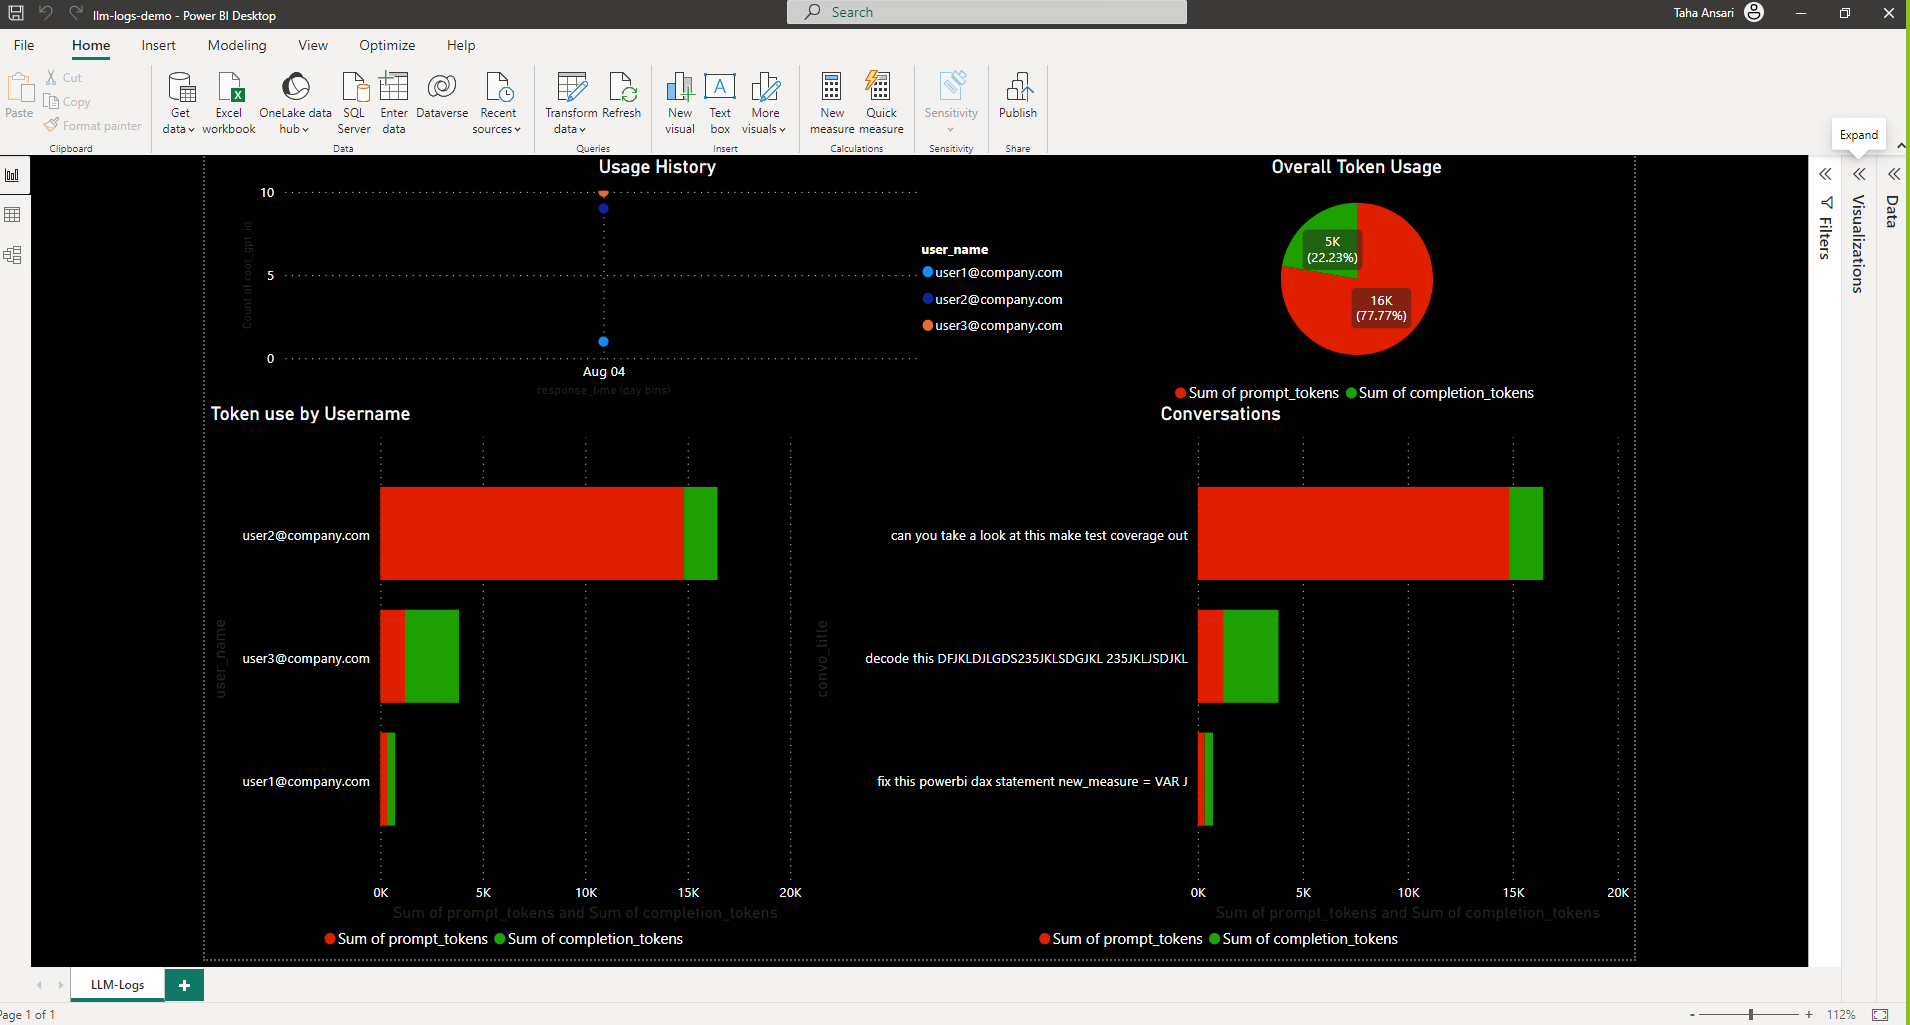 llm-logs-demo - Power BI Desktop
Search
Taha Ansari
File
Home
Insert
Modeling
View
Optimize
Help
Paste
Cut
Copy
Format painter
Clipboard
Get data
Excel workbook
OneLake data hub
SQL Server
Enter data
Dataverse
Recent sources
Data
Transform data
Refresh
Queries
New visual
Text box
More visuals
Insert
New measure
Quick measure
Calculations
Sensitivity
Sensitivity
Publish
Share
Expand
Usage History
10
5
0
Count of root_gpt_id
Aug 04
response_time (day bins)
user_name
user1@company.com
user2@company.com
user3@company.com
Overall Token Usage
5K
(22.23%)
16K
(77.77%)
Sum of prompt_tokens
Sum of completion_tokens
Filters
Visualizations
Data
Token use by Username
user_name
user2@company.com
user3@company.com
user1@company.com
0K
5K
10K
15K
20K
Sum of prompt_tokens and Sum of completion_tokens
Sum of prompt_tokens
Sum of completion_tokens
Conversations
convo_title
can you take a look at this make test coverage out
decode this DFJKLDJLGDS235JKLSDGJKL 235JKLJSDJKL
fix this powerbi dax statement new_measure = VAR J
0K
5K
10K
15K
20K
Sum of prompt_tokens and Sum of completion_tokens
Sum of prompt_tokens
Sum of completion_tokens
LLM-Logs
Page 1 of 1
- + 112%